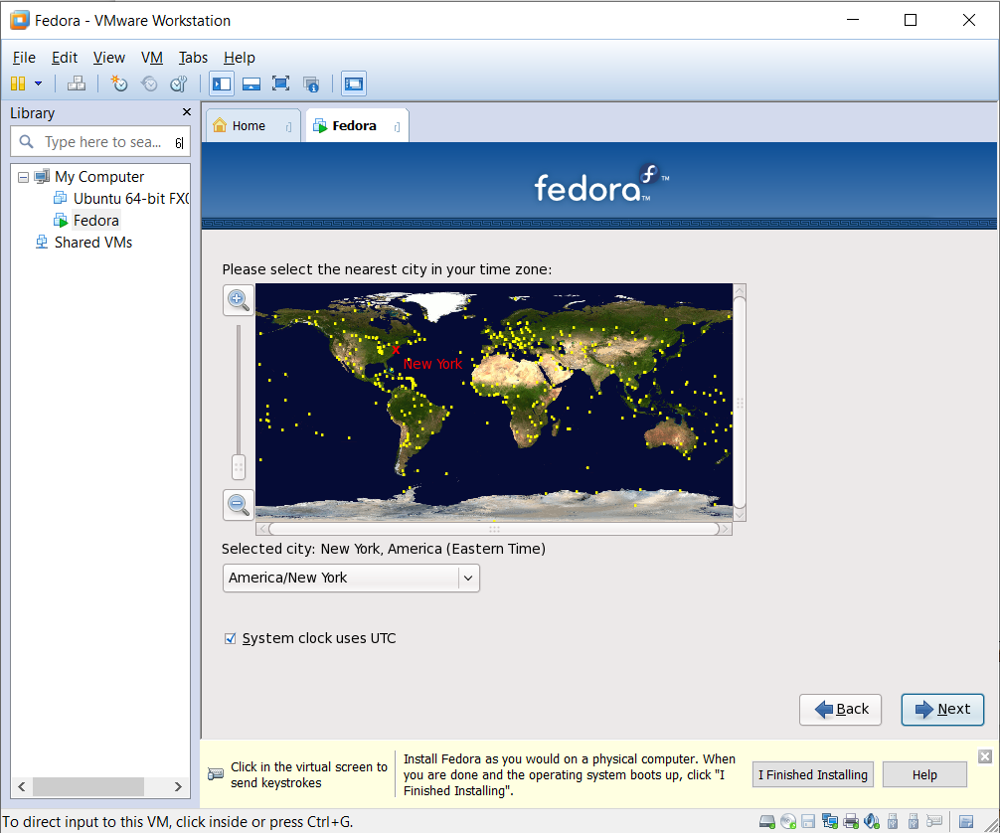 Fedora - VMware Workstation
File Edit View VM Tabs Help
Library
Type here to sea...
My Computer
Ubuntu 64-bit FX
Fedora
Shared VMs
Home
Fedora
fedora™
Please select the nearest city in your time zone:
New York
Selected city: New York, America (Eastern Time)
America/New York
System clock uses UTC
Back
Next
Click in the virtual screen to
send keystrokes
Install Fedora as you would on a physical computer. When
you are done and the operating system boots up, click "I
Finished Installing".
I Finished Installing
Help
To direct input to this VM, click inside or press Ctrl+G.